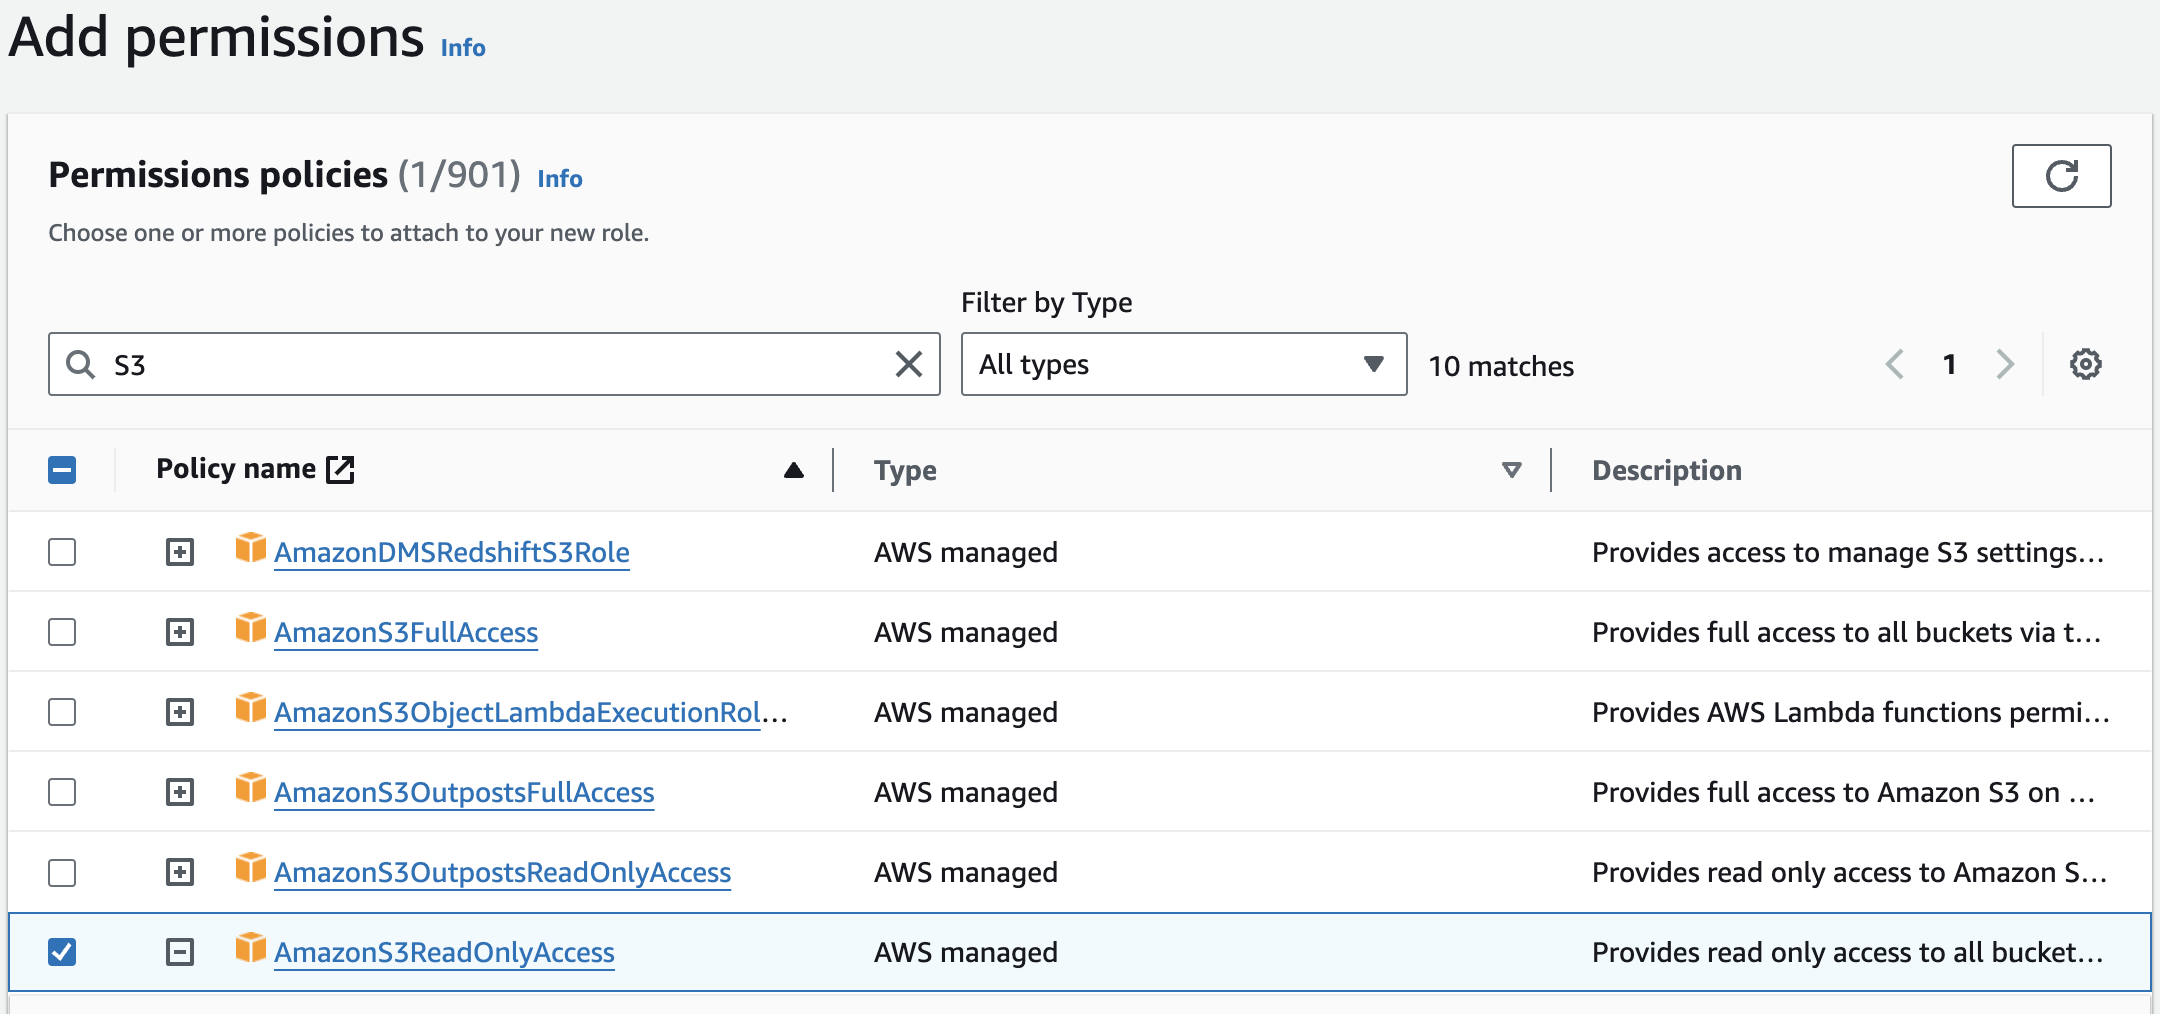 Add permissions Info
Permissions policies (1/901) Info
Choose one or more policies to attach to your new role.
Filter by Type
S3 All types 10 matches 1
Policy name Type Description
AmazonDMSRedshiftS3Role AWS managed Provides access to manage S3 settings...
AmazonS3FullAccess AWS managed Provides full access to all buckets via t...
AmazonS3ObjectLambdaExecutionRol... AWS managed Provides AWS Lambda functions permi...
AmazonS3OutpostsFullAccess AWS managed Provides full access to Amazon S3 on ...
AmazonS3OutpostsReadOnlyAccess AWS managed Provides read only access to Amazon S...
AmazonS3ReadOnlyAccess AWS managed Provides read only access to all bucket...